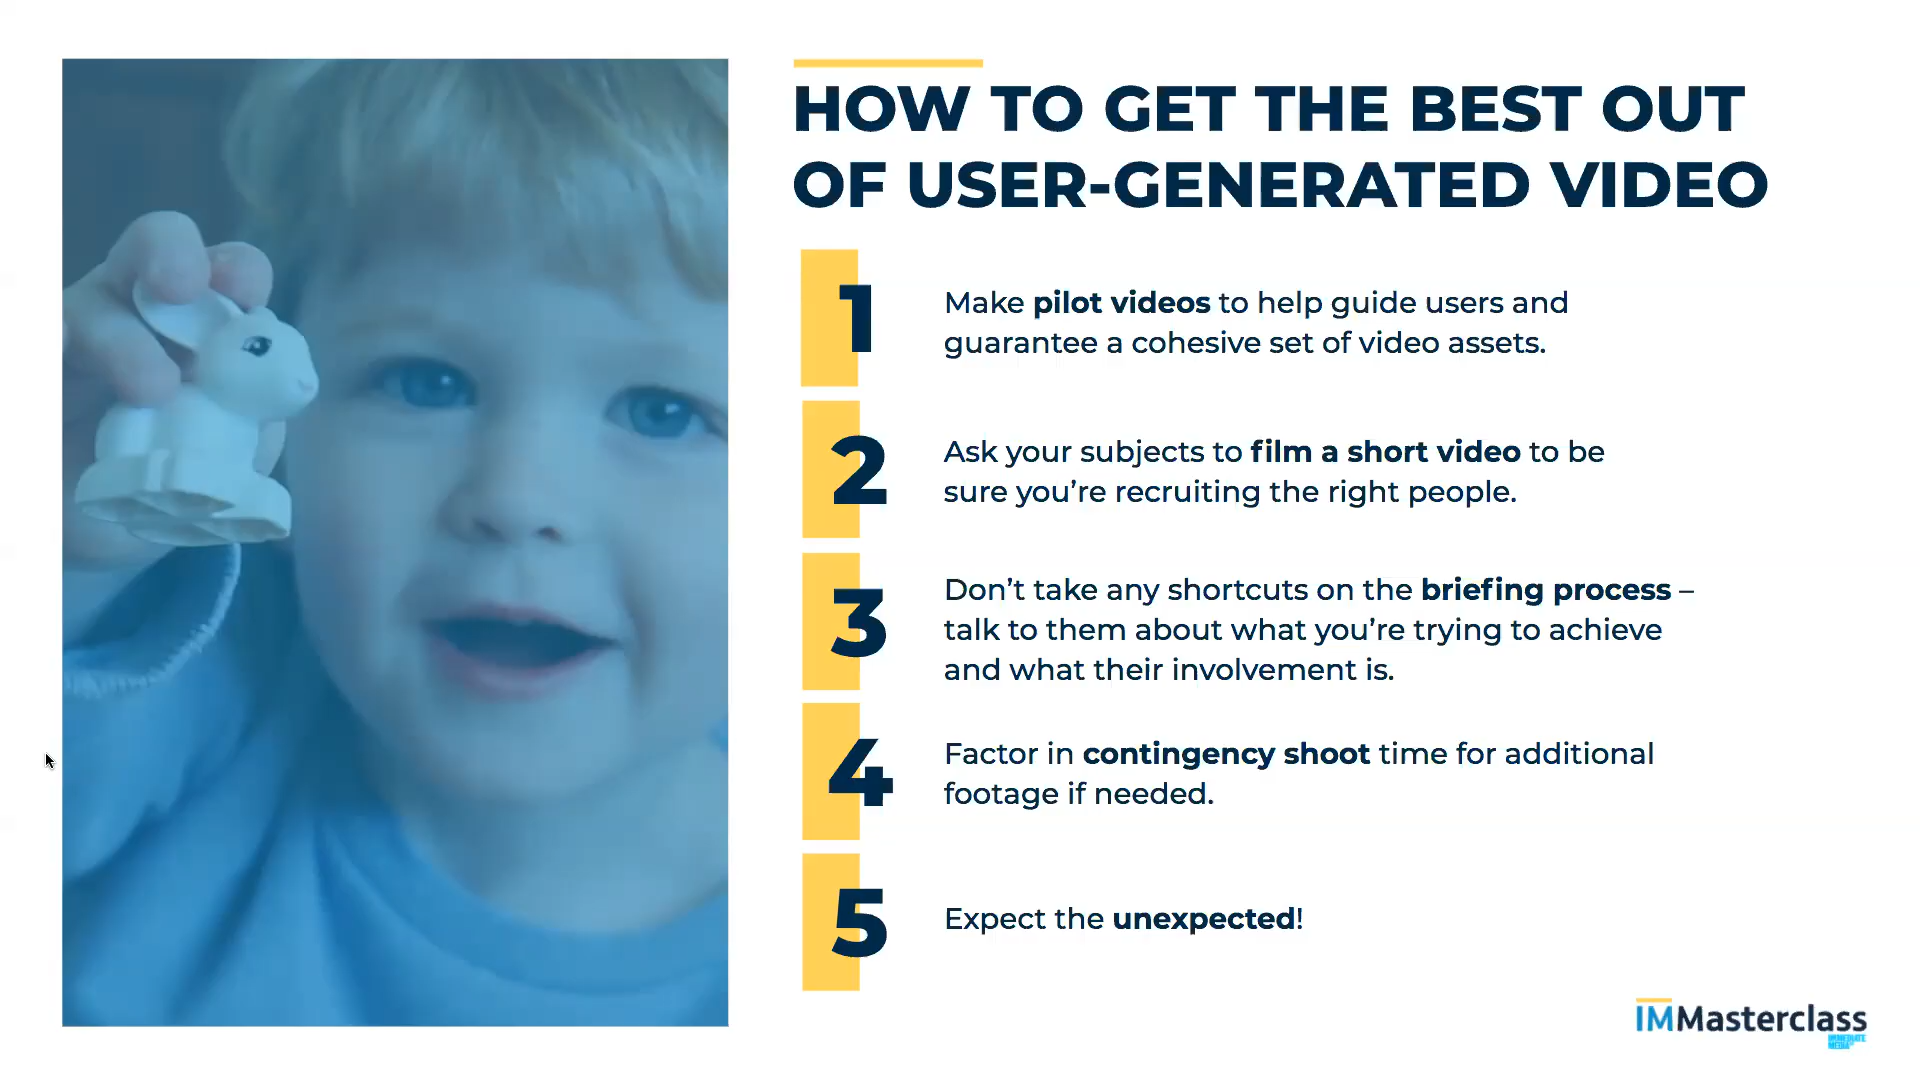 HOW TO GET THE BEST OUT
OF USER-GENERATED VIDEO
1
Make pilot videos to help guide users and
guarantee a cohesive set of video assets.
2
Ask your subjects to film a short video to be
sure you’re recruiting the right people.
3
Don’t take any shortcuts on the briefing process –
talk to them about what you’re trying to achieve
and what their involvement is.
4
Factor in contingency shoot time for additional
footage if needed.
5
Expect the unexpected!
IMMasterclass